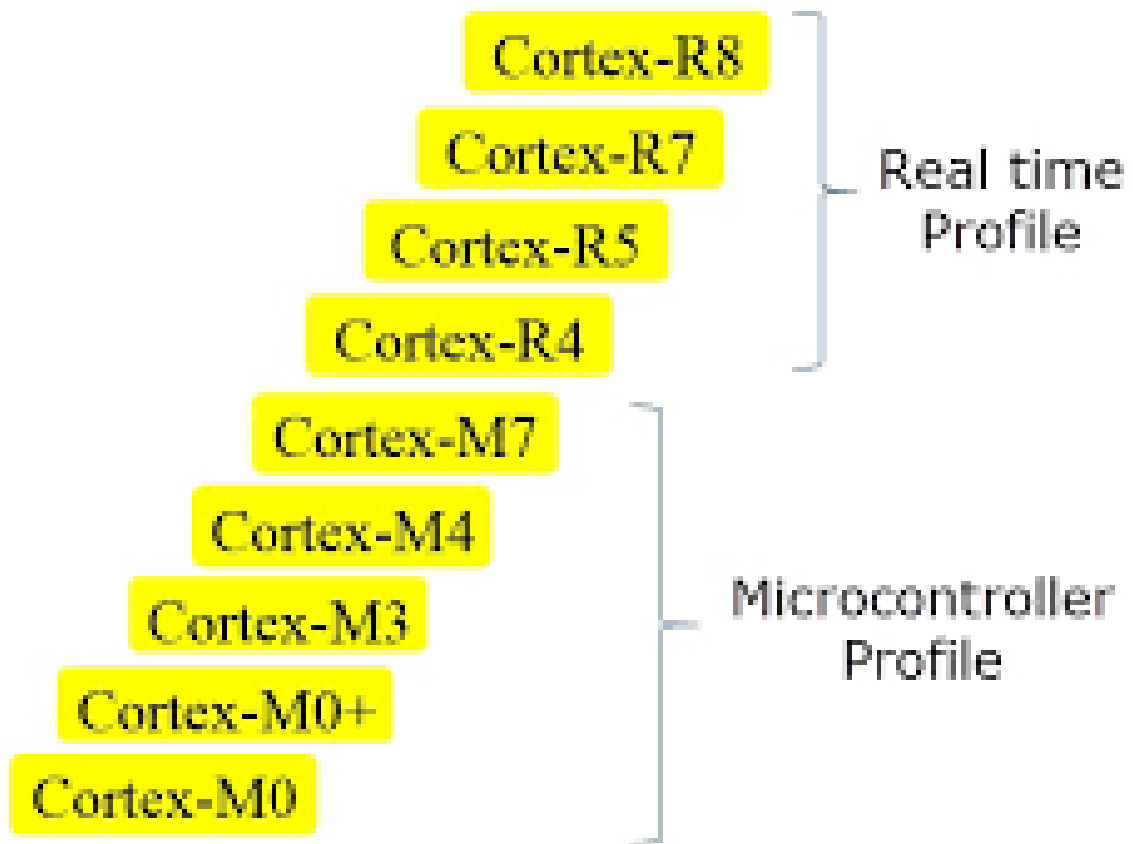 Cortex-R8
Cortex-R7
Cortex-R5
Cortex-R4
Real time
Profile
Cortex-M7
Cortex-M4
Cortex-M3
Cortex-M0+
Cortex-M0
Microcontroller
Profile